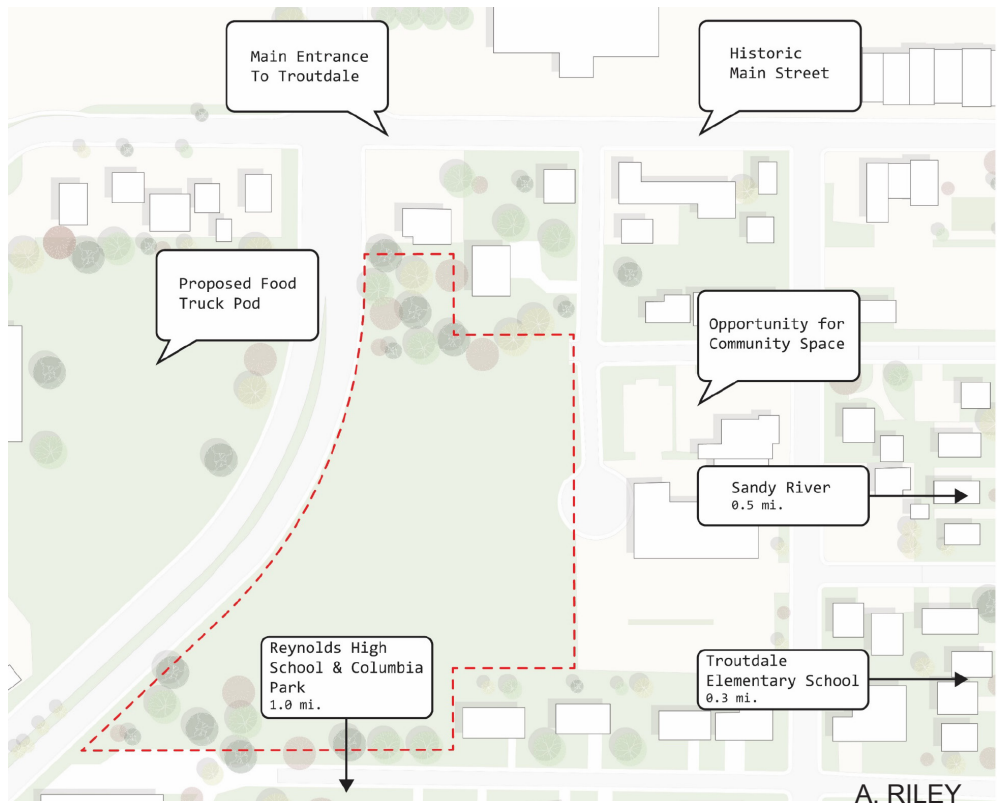 Main Entrance
To Troutdale
Historic
Main Street
Proposed Food
Truck Pod
Opportunity for
Community Space
Sandy River
0.5 mi.
Reynolds High
School & Columbia
Park
1.0 mi.
Troutdale
Elementary School
0.3 mi.
A. RILEY